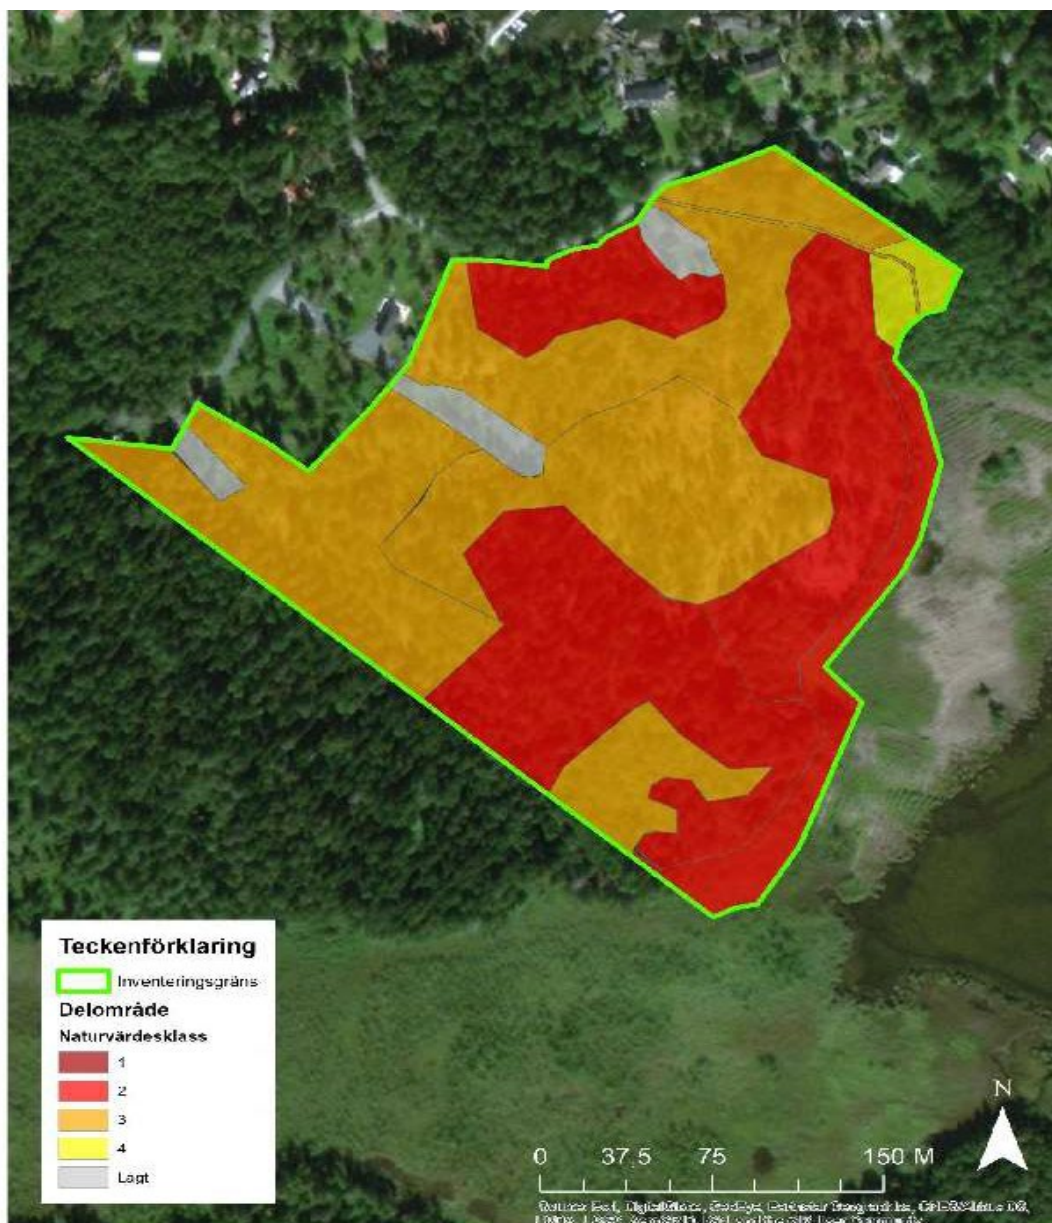 Teckenförklaring
Inventeringsgräns
Delområde
Naturvärdesklass
1
2
3
4
Lågt
N
0 37,5 75 150 M